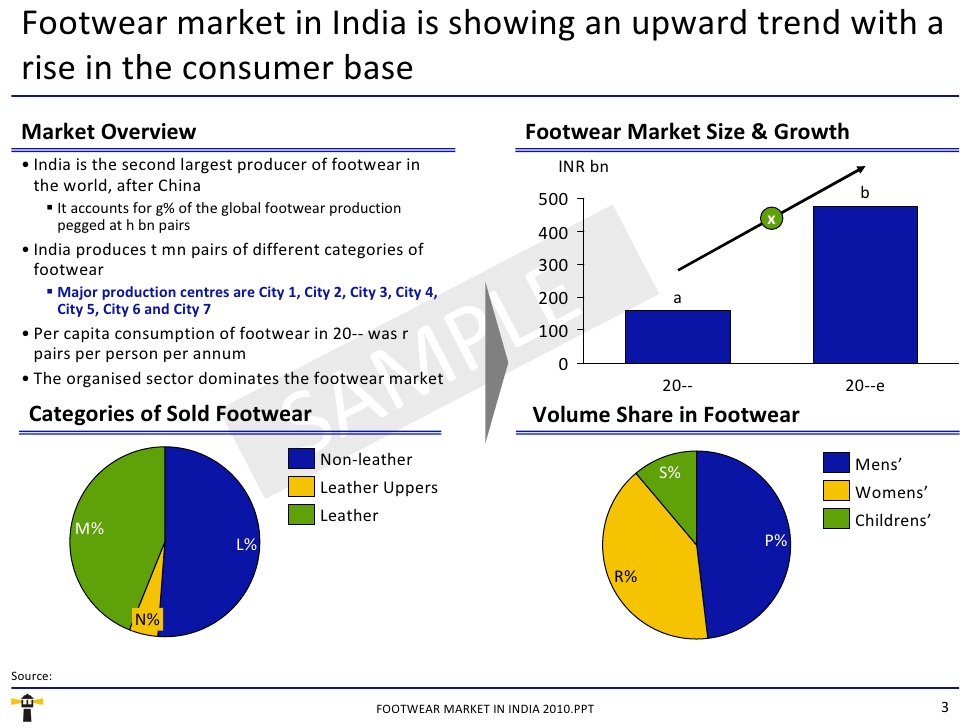 Footwear market in India is showing an upward trend with a
rise in the consumer base
Market Overview
• India is the second largest producer of footwear in
the world, after China
▪ It accounts for g% of the global footwear production
pegged at h bn pairs
• India produces t mn pairs of different categories of
footwear
▪ Major production centres are City 1, City 2, City 3, City 4,
City 5, City 6 and City 7
• Per capita consumption of footwear in 20-- was r
pairs per person per annum
• The organised sector dominates the footwear market
Footwear Market Size & Growth
INR bn
500
400
300
200
100
0
a
x
b
20--
20--e
SAMPLE
Categories of Sold Footwear
M%
L%
N%
Non-leather
Leather Uppers
Leather
Volume Share in Footwear
S%
P%
R%
Mens’
Womens’
Childrens’
Source:
FOOTWEAR MARKET IN INDIA 2010.PPT
3